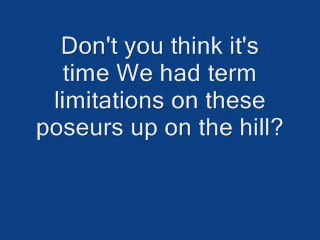 Don't you think it's
time We had term
limitations on these
poseurs up on the hill?